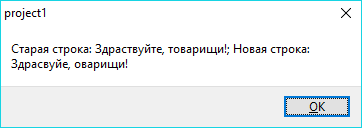 project1
Старая строка: Здраствуйте, товарищи!; Новая строка:
Здрасвуйе, оварищи!
OK